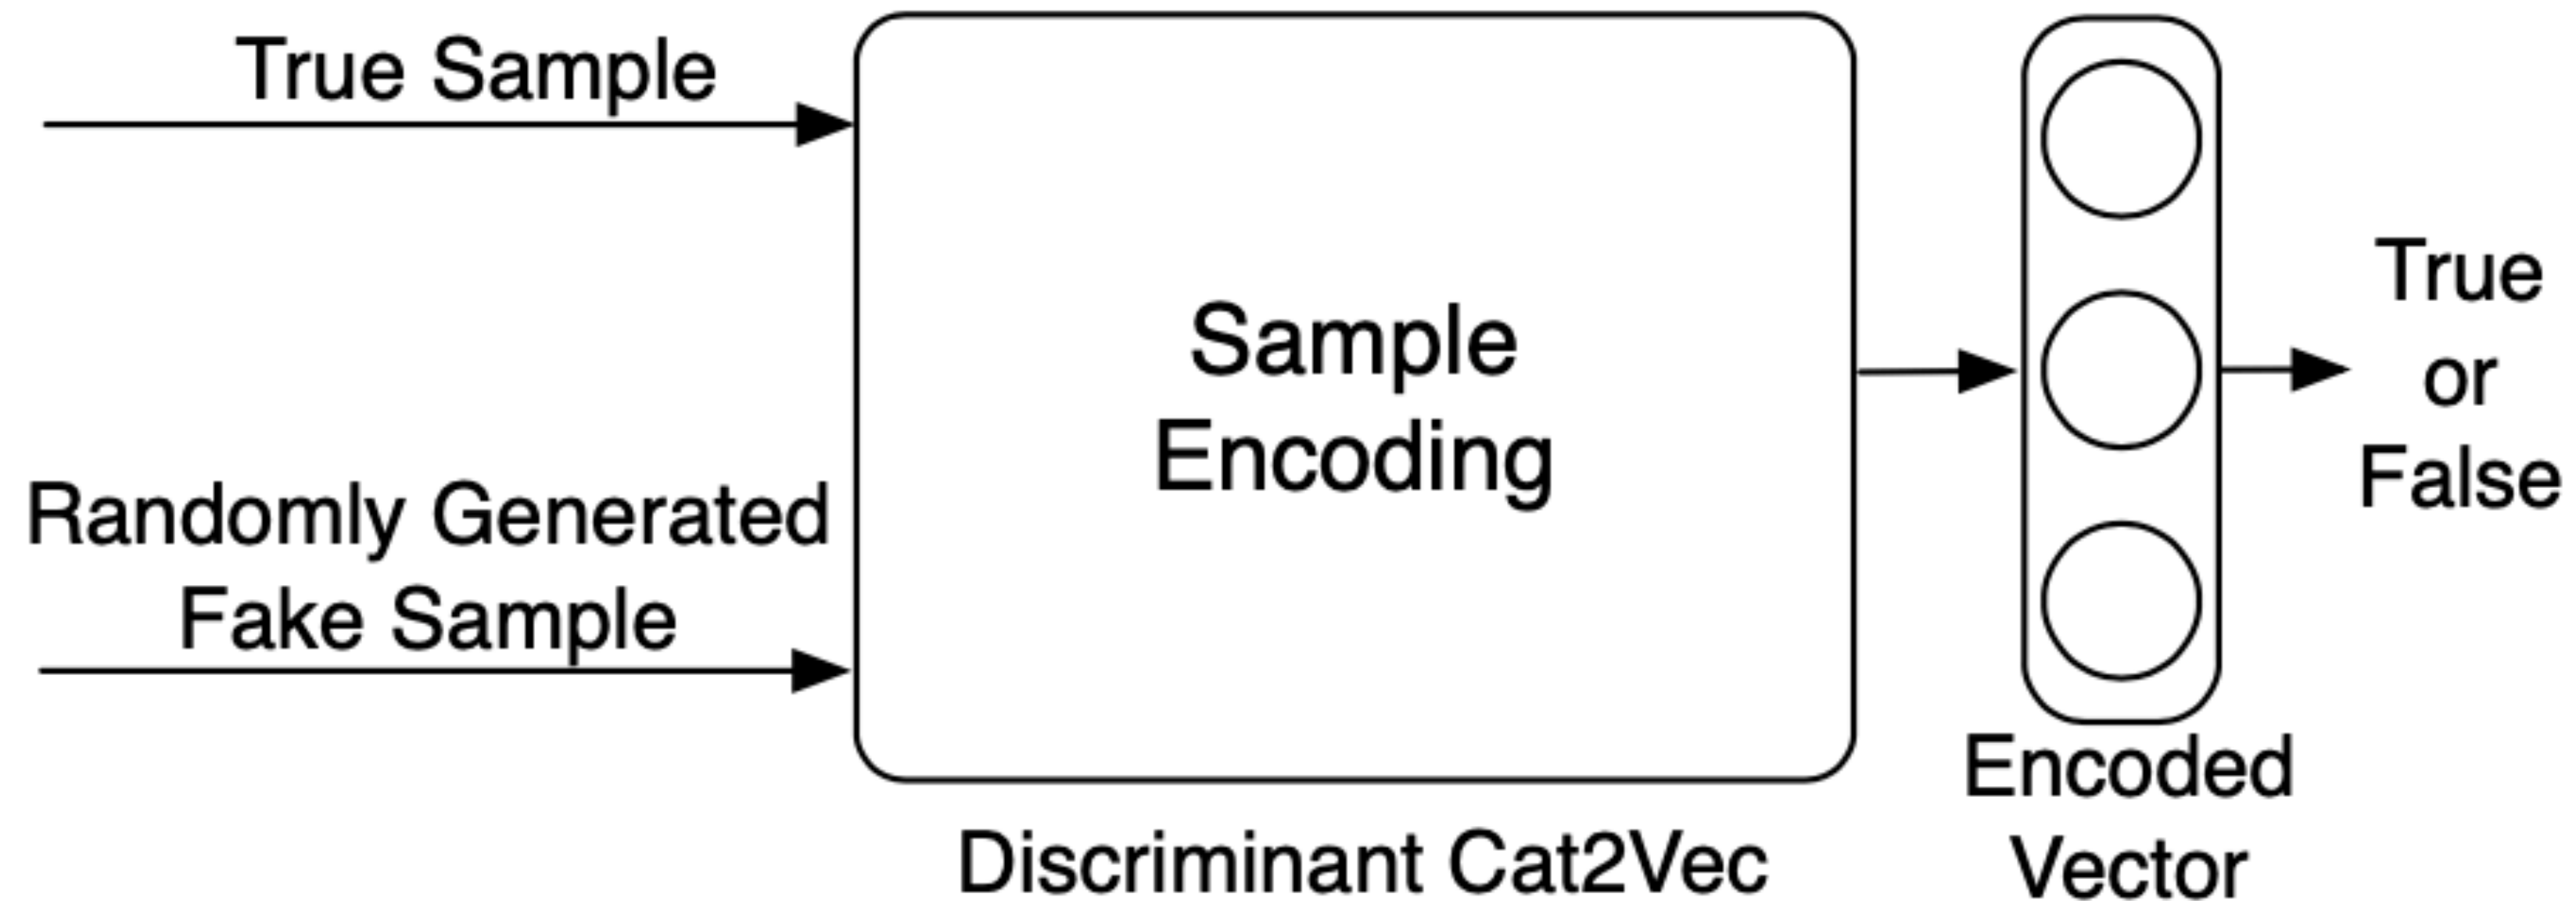 True Sample
Randomly Generated
Fake Sample
Sample
Encoding
Discriminant Cat2Vec
Encoded
Vector
True
or
False